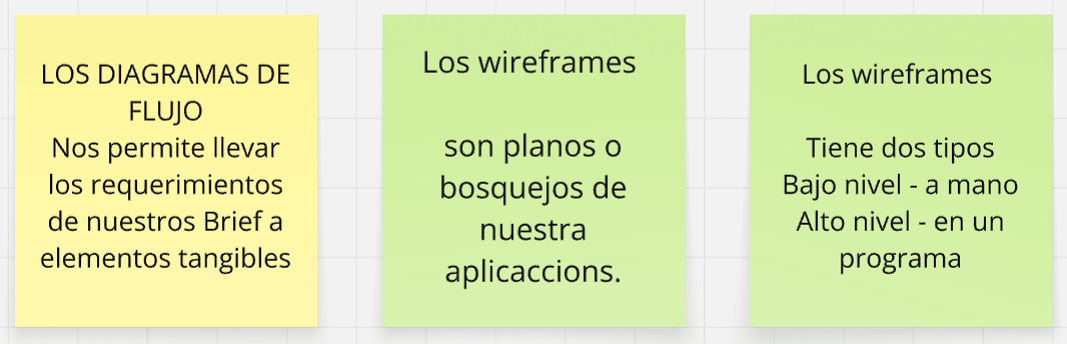 LOS DIAGRAMAS DE
FLUJO
Nos permite llevar
los requerimientos
de nuestros Brief a
elementos tangibles
Los wireframes
son planos o
bosquejos de
nuestra
aplicaccions.
Los wireframes
Tiene dos tipos
Bajo nivel - a mano
Alto nivel - en un
programa